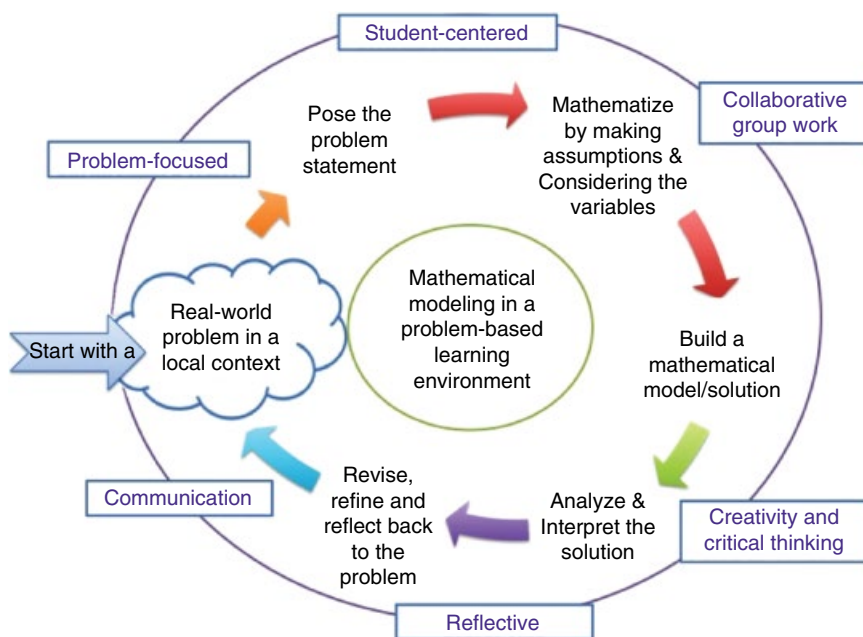 Student-centered
Collaborative
group work
Problem-focused
Pose the
problem
statement
Mathematize
by making
assumptions &
Considering the
variables
Start with a
Real-world
problem in a
local context
Mathematical
modeling in a
problem-based
learning
environment
Build a
mathematical
model/solution
Communication
Revise,
refine and
reflect back
to the
problem
Analyze &
Interpret the
solution
Creativity and
critical thinking
Reflective